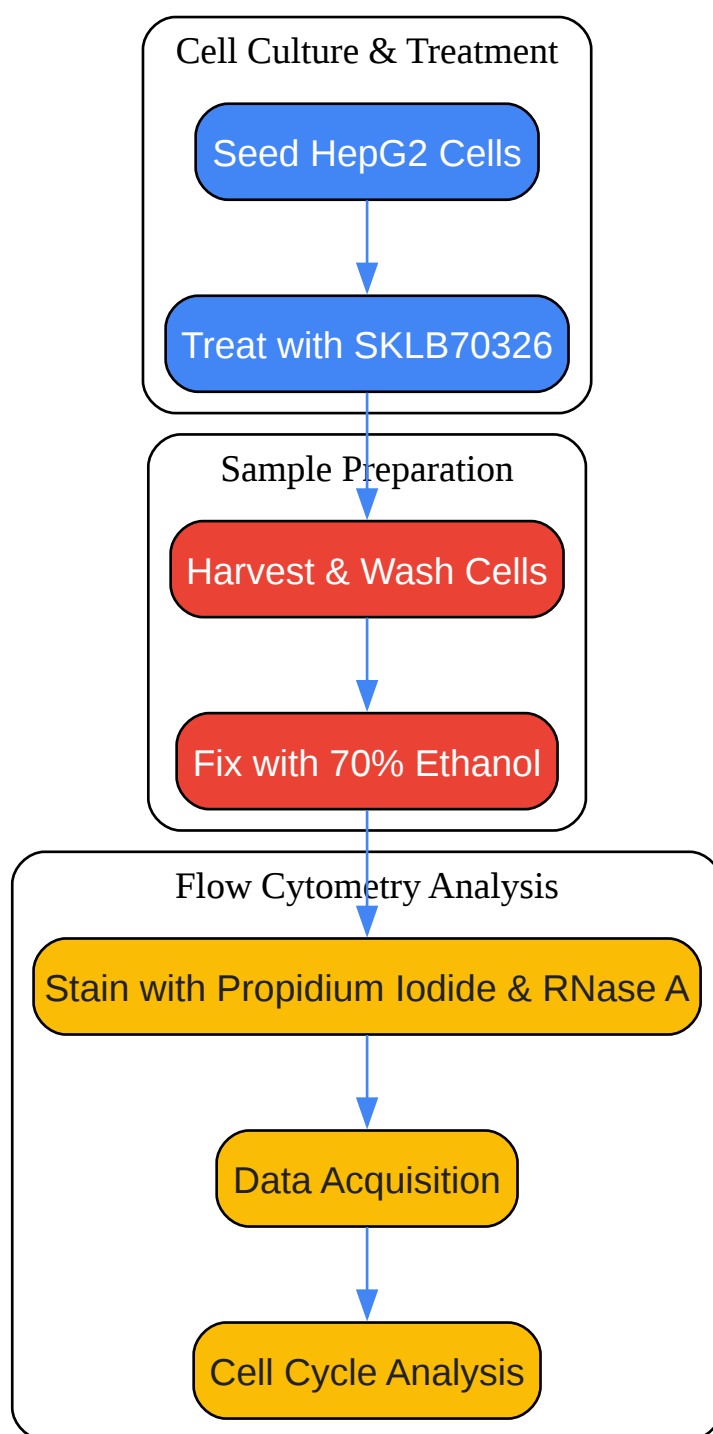 Cell Culture & Treatment
Seed HepG2 Cells
Treat with SKLB70326
Sample Preparation
Harvest & Wash Cells
Fix with 70% Ethanol
Flow Cytometry Analysis
Stain with Propidium Iodide & RNase A
Data Acquisition
Cell Cycle Analysis